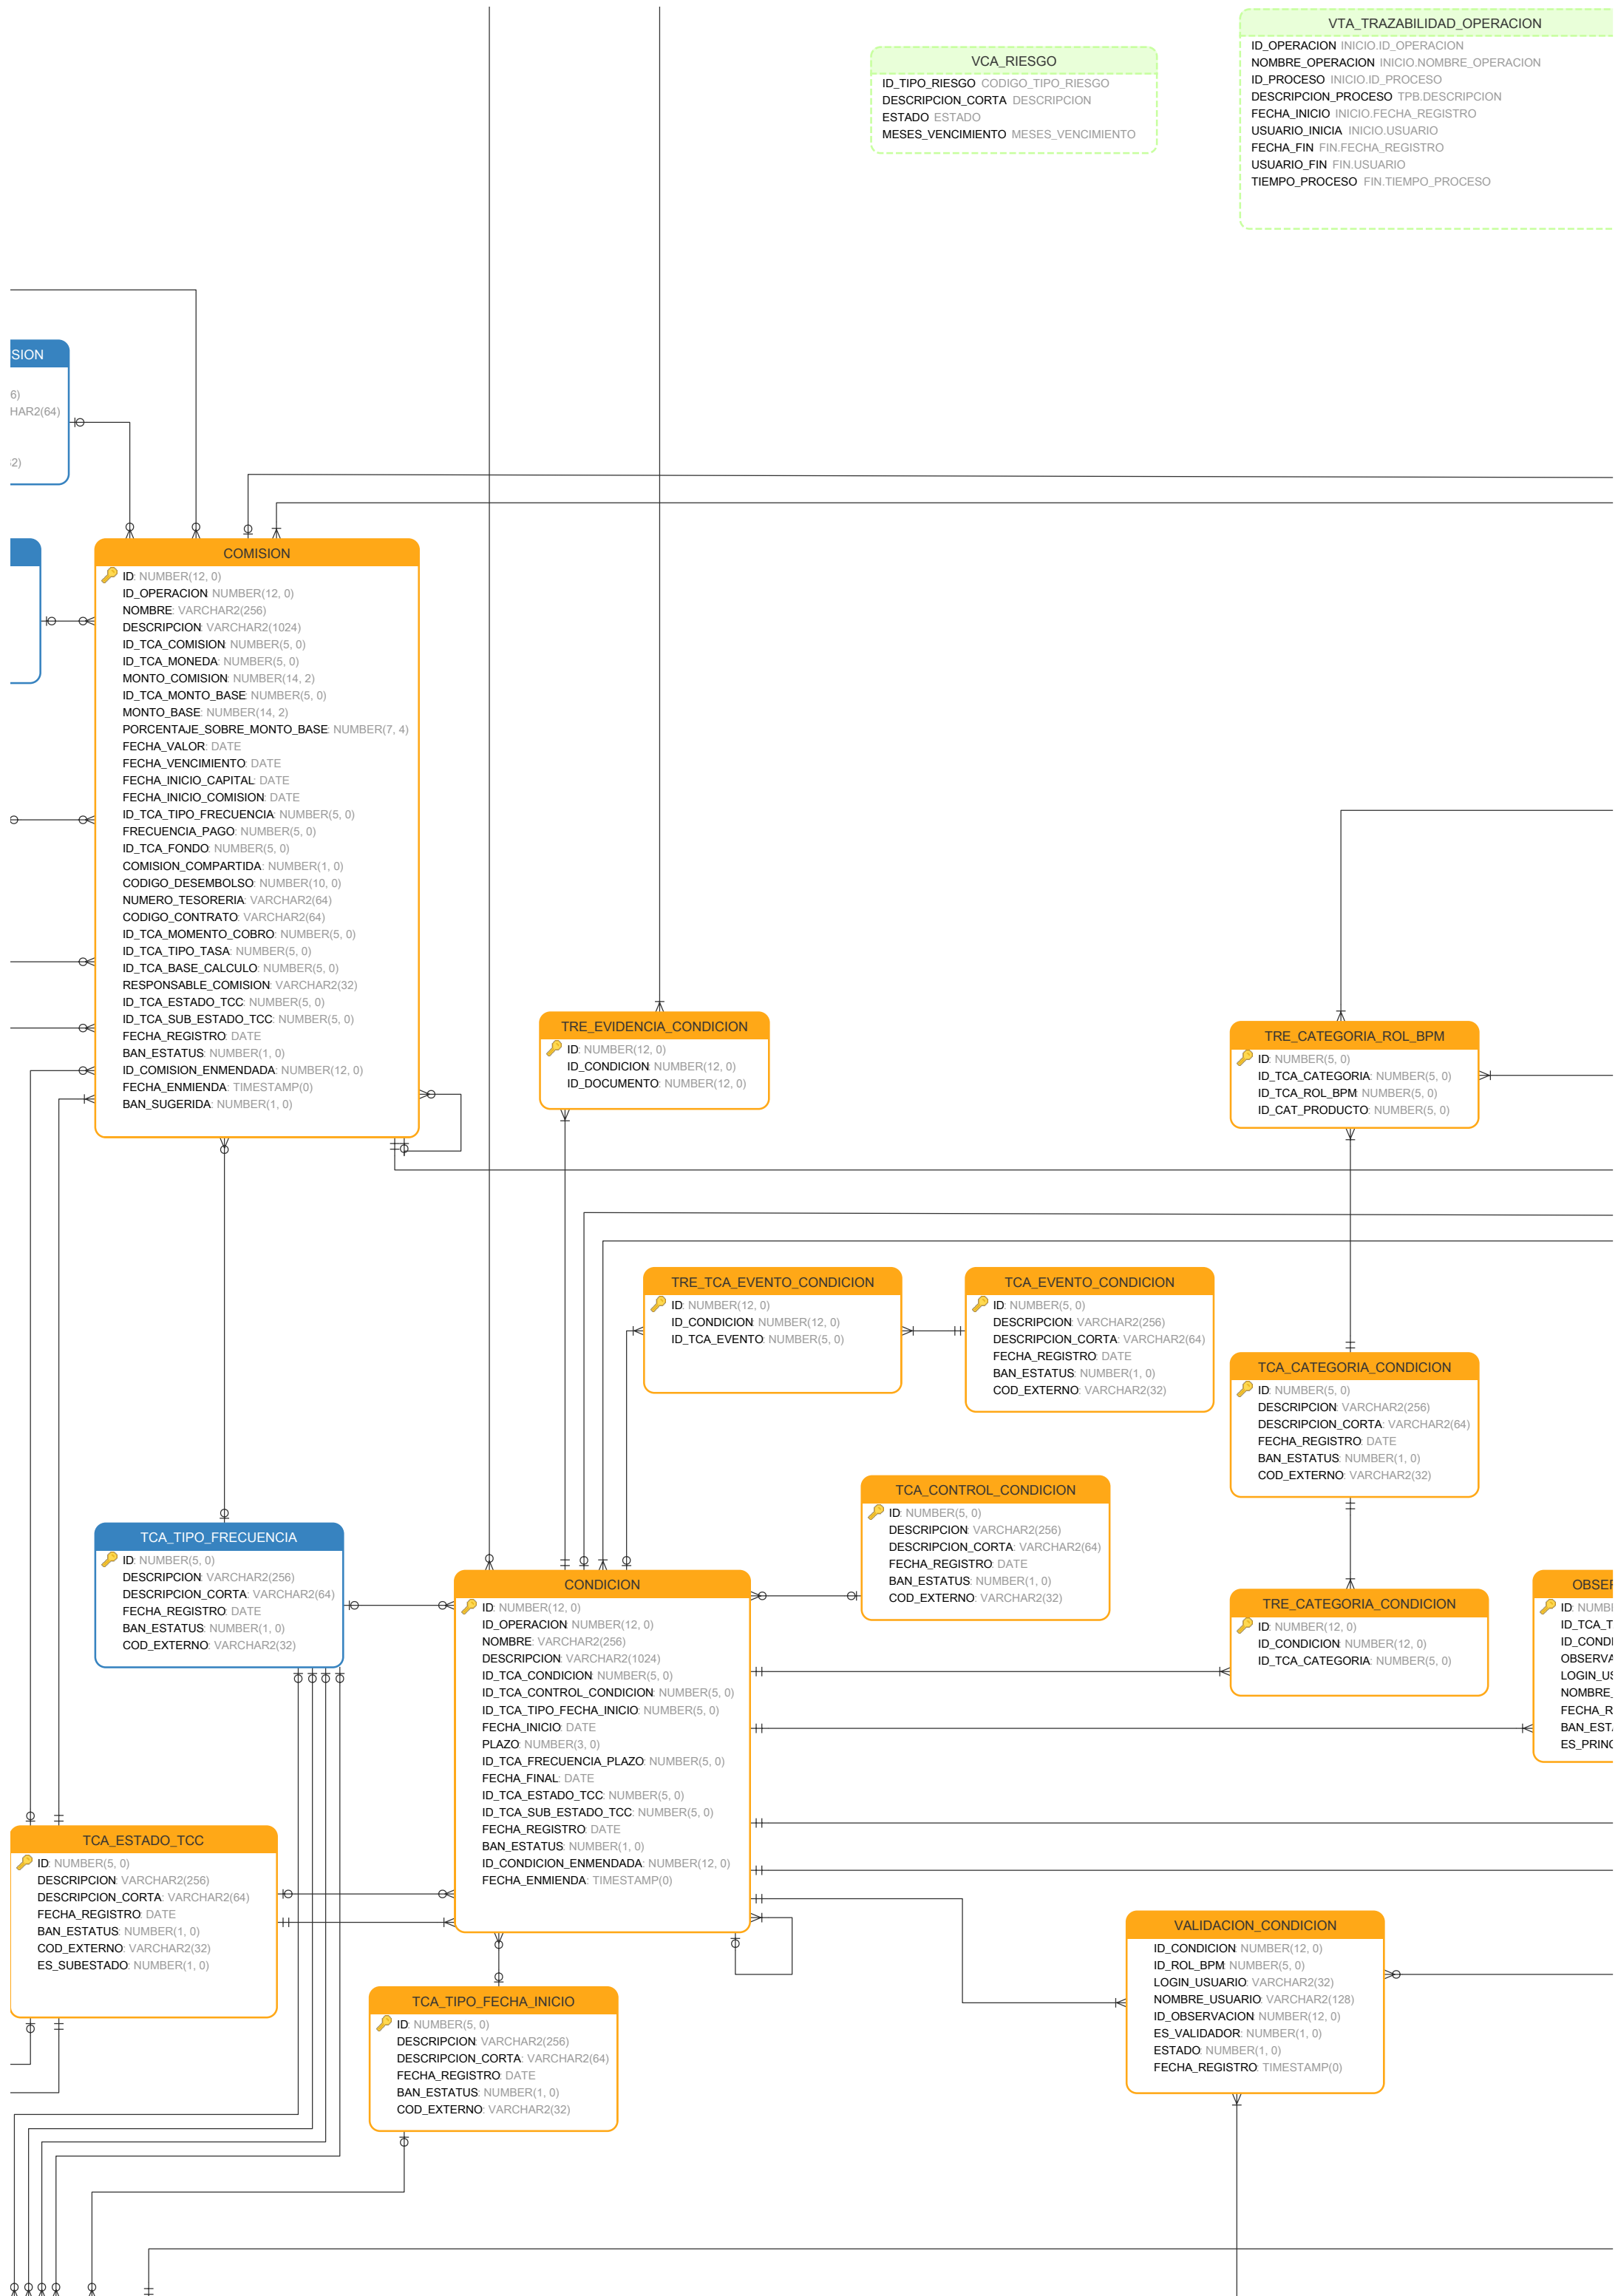 VCA_RIESGO
ID_TIPO_RIESGO CODIGO_TIPO_RIESGO
DESCRIPCION_CORTA DESCRIPCION
ESTADO ESTADO
MESES_VENCIMIENTO MESES_VENCIMIENTO
VTA_TRAZABILIDAD_OPERACION
ID_OPERACION INICIO.ID_OPERACION
NOMBRE_OPERACION INICIO.NOMBRE_OPERACION
ID_PROCESO INICIO.ID_PROCESO
DESCRIPCION_PROCESO TPB.DESCRIPCION
FECHA_INICIO INICIO.FECHA_REGISTRO
USUARIO_INICIA INICIO.USUARIO
FECHA_FIN FIN.FECHA_REGISTRO
USUARIO_FIN FIN.USUARIO
TIEMPO_PROCESO FIN.TIEMPO_PROCESO
SION
6)
HAR2(64)
2)
COMISION
ID: NUMBER(12, 0)
ID_OPERACION: NUMBER(12, 0)
NOMBRE: VARCHAR2(256)
DESCRIPCION: VARCHAR2(1024)
ID_TCA_COMISION: NUMBER(5, 0)
ID_TCA_MONEDA: NUMBER(5, 0)
MONTO_COMISION: NUMBER(14, 2)
ID_TCA_MONTO_BASE: NUMBER(5, 0)
MONTO_BASE: NUMBER(14, 2)
PORCENTAJE_SOBRE_MONTO_BASE: NUMBER(7, 4)
FECHA_VALOR: DATE
FECHA_VENCIMIENTO: DATE
FECHA_INICIO_CAPITAL: DATE
FECHA_INICIO_COMISION: DATE
ID_TCA_TIPO_FRECUENCIA: NUMBER(5, 0)
FRECUENCIA_PAGO: NUMBER(5, 0)
ID_TCA_FONDO: NUMBER(5, 0)
COMISION_COMPARTIDA: NUMBER(1, 0)
CODIGO_DESEMBOLSO: NUMBER(10, 0)
NUMERO_TESORERIA: VARCHAR2(64)
CODIGO_CONTRATO: VARCHAR2(64)
ID_TCA_MOMENTO_COBRO: NUMBER(5, 0)
ID_TCA_TIPO_TASA: NUMBER(5, 0)
ID_TCA_BASE_CALCULO: NUMBER(5, 0)
RESPONSABLE_COMISION: VARCHAR2(32)
ID_TCA_ESTADO_TCC: NUMBER(5, 0)
ID_TCA_SUB_ESTADO_TCC: NUMBER(5, 0)
FECHA_REGISTRO: DATE
BAN_ESTATUS: NUMBER(1, 0)
ID_COMISION_ENMENDADA: NUMBER(12, 0)
FECHA_ENMIENDA: TIMESTAMP(0)
BAN_SUGERIDA: NUMBER(1, 0)
TRE_EVIDENCIA_CONDICION
ID: NUMBER(12, 0)
ID_CONDICION: NUMBER(12, 0)
ID_DOCUMENTO: NUMBER(12, 0)
TRE_CATEGORIA_ROL_BPM
ID: NUMBER(5, 0)
ID_TCA_CATEGORIA: NUMBER(5, 0)
ID_TCA_ROL_BPM: NUMBER(5, 0)
ID_CAT_PRODUCTO: NUMBER(5, 0)
TRE_TCA_EVENTO_CONDICION
ID: NUMBER(12, 0)
ID_CONDICION: NUMBER(12, 0)
ID_TCA_EVENTO: NUMBER(5, 0)
TCA_EVENTO_CONDICION
ID: NUMBER(5, 0)
DESCRIPCION: VARCHAR2(256)
DESCRIPCION_CORTA: VARCHAR2(64)
FECHA_REGISTRO: DATE
BAN_ESTATUS: NUMBER(1, 0)
COD_EXTERNO: VARCHAR2(32)
TCA_CATEGORIA_CONDICION
ID: NUMBER(5, 0)
DESCRIPCION: VARCHAR2(256)
DESCRIPCION_CORTA: VARCHAR2(64)
FECHA_REGISTRO: DATE
BAN_ESTATUS: NUMBER(1, 0)
COD_EXTERNO: VARCHAR2(32)
TCA_CONTROL_CONDICION
ID: NUMBER(5, 0)
DESCRIPCION: VARCHAR2(256)
DESCRIPCION_CORTA: VARCHAR2(64)
FECHA_REGISTRO: DATE
BAN_ESTATUS: NUMBER(1, 0)
COD_EXTERNO: VARCHAR2(32)
TCA_TIPO_FRECUENCIA
ID: NUMBER(5, 0)
DESCRIPCION: VARCHAR2(256)
DESCRIPCION_CORTA: VARCHAR2(64)
FECHA_REGISTRO: DATE
BAN_ESTATUS: NUMBER(1, 0)
COD_EXTERNO: VARCHAR2(32)
CONDICION
ID: NUMBER(12, 0)
ID_OPERACION: NUMBER(12, 0)
NOMBRE: VARCHAR2(256)
DESCRIPCION: VARCHAR2(1024)
ID_TCA_CONDICION: NUMBER(5, 0)
ID_TCA_CONTROL_CONDICION: NUMBER(5, 0)
ID_TCA_TIPO_FECHA_INICIO: NUMBER(5, 0)
FECHA_INICIO: DATE
PLAZO: NUMBER(3, 0)
ID_TCA_FRECUENCIA_PLAZO: NUMBER(5, 0)
FECHA_FINAL: DATE
ID_TCA_ESTADO_TCC: NUMBER(5, 0)
ID_TCA_SUB_ESTADO_TCC: NUMBER(5, 0)
FECHA_REGISTRO: DATE
BAN_ESTATUS: NUMBER(1, 0)
ID_CONDICION_ENMENDADA: NUMBER(12, 0)
FECHA_ENMIENDA: TIMESTAMP(0)
TRE_CATEGORIA_CONDICION
ID: NUMBER(12, 0)
ID_CONDICION: NUMBER(12, 0)
ID_TCA_CATEGORIA: NUMBER(5, 0)
OBSER
ID: NUMB
ID_TCA_T
ID_COND
OBSERVA
LOGIN_US
NOMBRE_
FECHA_R
BAN_EST
ES_PRINC
TCA_ESTADO_TCC
ID: NUMBER(5, 0)
DESCRIPCION: VARCHAR2(256)
DESCRIPCION_CORTA: VARCHAR2(64)
FECHA_REGISTRO: DATE
BAN_ESTATUS: NUMBER(1, 0)
COD_EXTERNO: VARCHAR2(32)
ES_SUBESTADO: NUMBER(1, 0)
VALIDACION_CONDICION
ID_CONDICION: NUMBER(12, 0)
ID_ROL_BPM: NUMBER(5, 0)
LOGIN_USUARIO: VARCHAR2(32)
NOMBRE_USUARIO: VARCHAR2(128)
ID_OBSERVACION: NUMBER(12, 0)
ES_VALIDADOR: NUMBER(1, 0)
ESTADO: NUMBER(1, 0)
FECHA_REGISTRO: TIMESTAMP(0)
TCA_TIPO_FECHA_INICIO
ID: NUMBER(5, 0)
DESCRIPCION: VARCHAR2(256)
DESCRIPCION_CORTA: VARCHAR2(64)
FECHA_REGISTRO: DATE
BAN_ESTATUS: NUMBER(1, 0)
COD_EXTERNO: VARCHAR2(32)